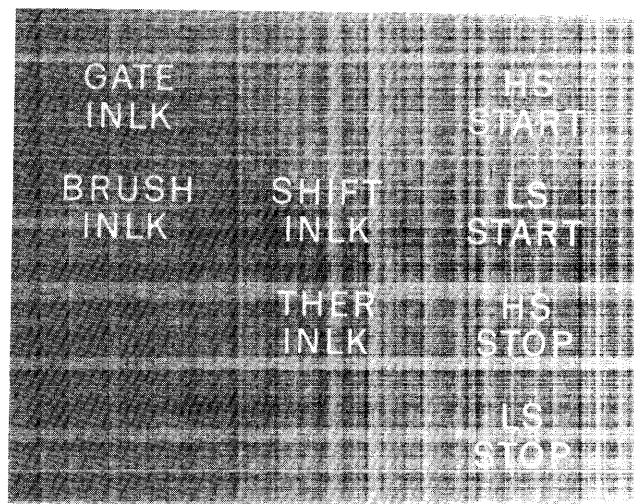 GATE
INLK
HS
START
BRUSH
INLK
SHIFT
INLK
LS
START
THER
INLK
HS
STOP
LS
STOP